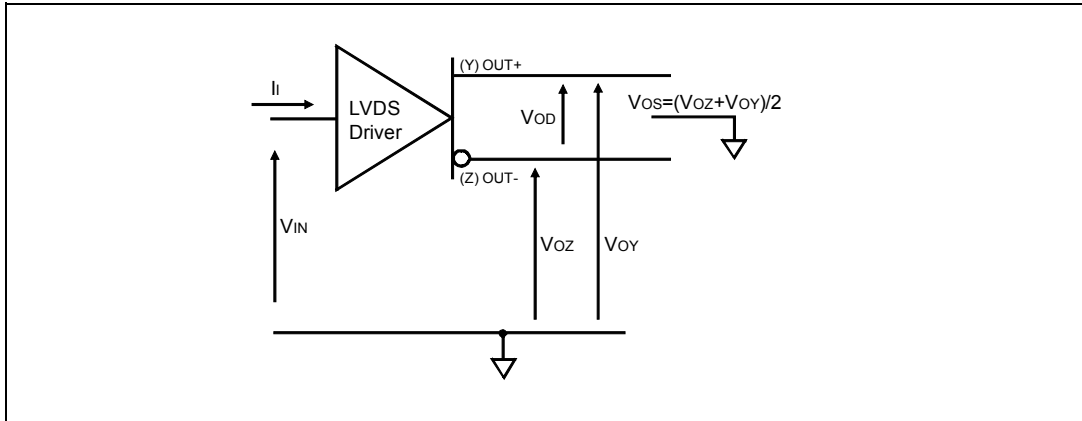 (Y) OUT+
II
LVDS
Driver
VOD
VOS=(VOZ+VOY)/2
(Z) OUT-
VIN
VOZ
VOY